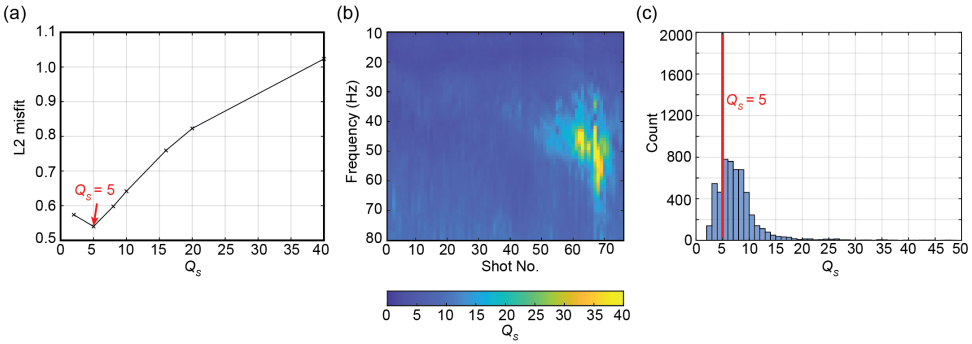 (a)
L2 misfit
1.1
1.0
0.9
0.8
0.7
0.6
0.5
Qs = 5
0 5 10 15 20 25 30 35 40
Qs
(b)
Frequency (Hz)
10
20
30
40
50
60
70
80
0 10 20 30 40 50 60 70
Shot No.
0 5 10 15 20 25 30 35 40
Qs
(c)
Count
2000
1600
1200
800
400
0
Qs = 5
0 5 10 15 20 25 30 35 40 45 50
Qs